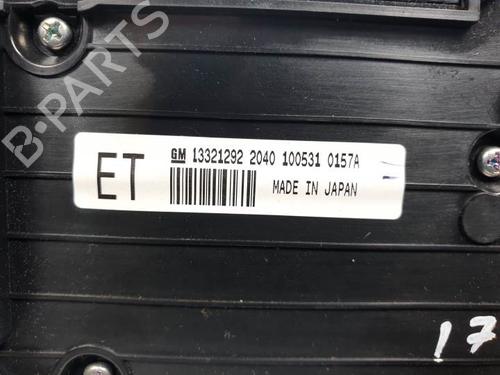 B-PARTS
ET
GM 13321292 2040 100531 0157A
MADE IN JAPAN
17